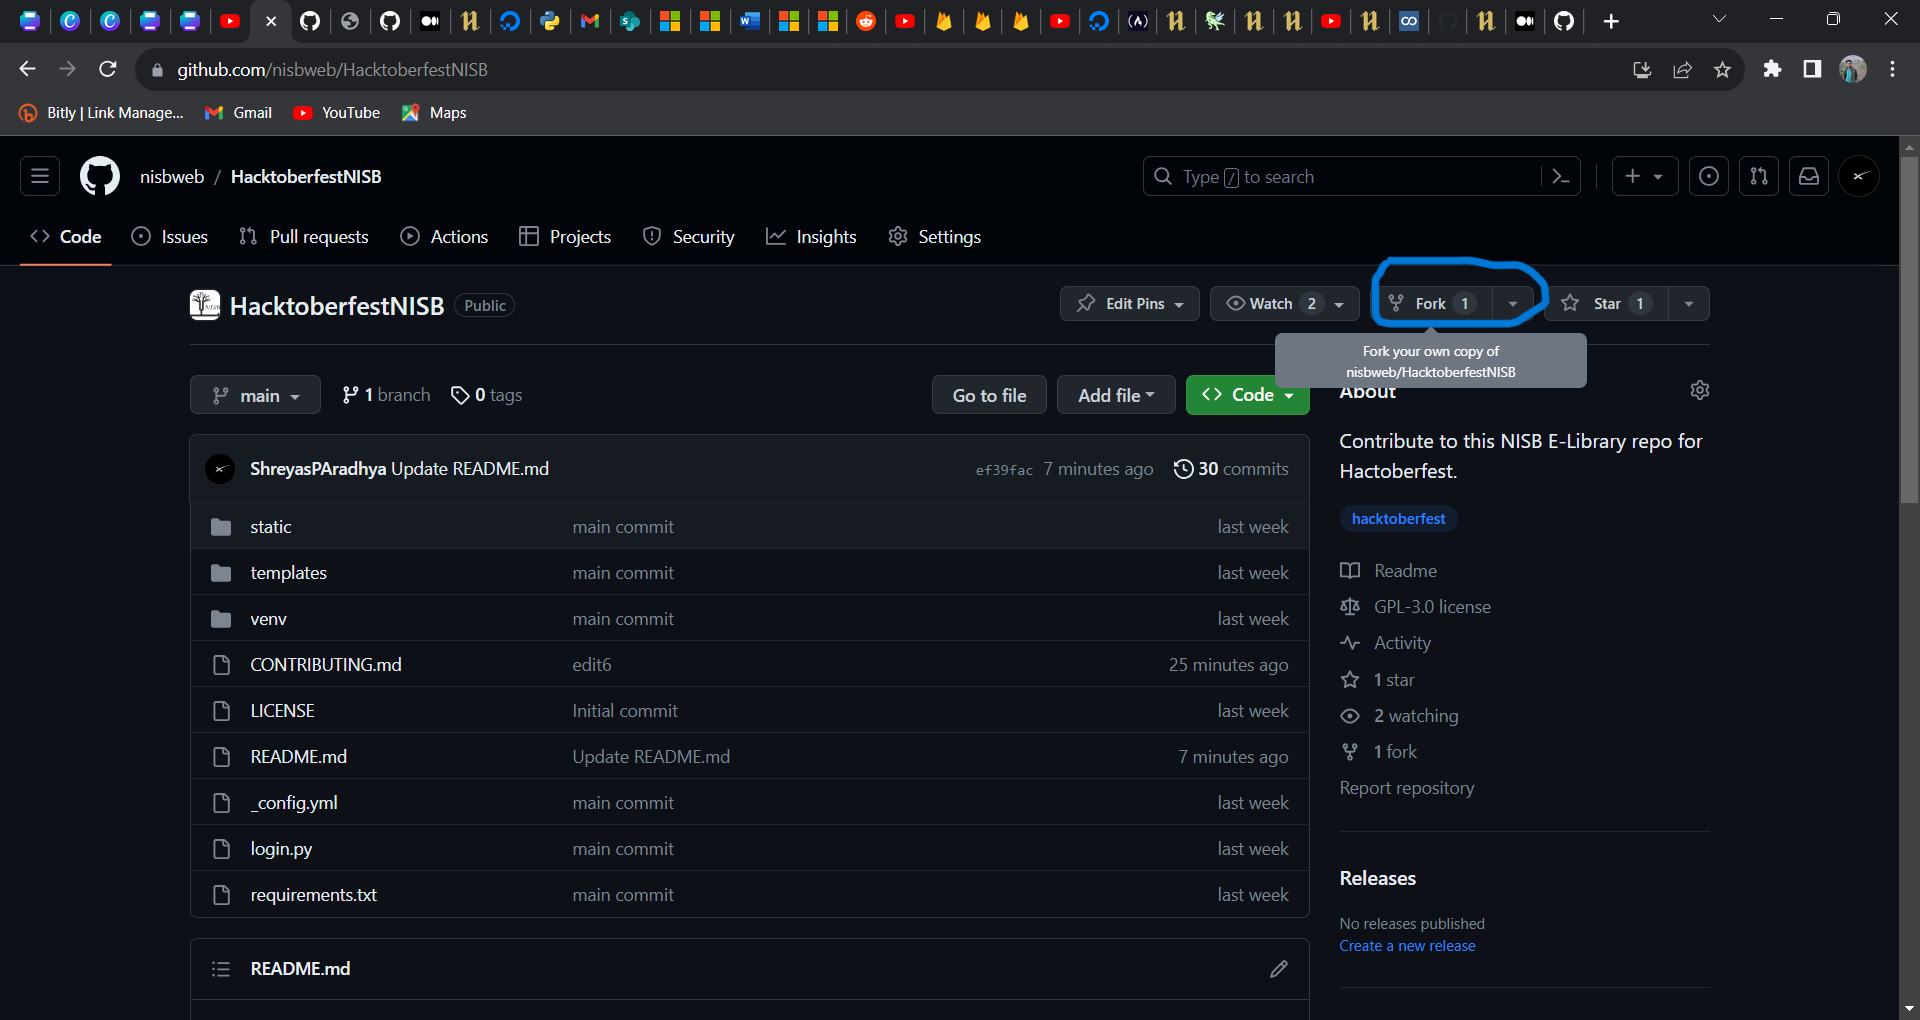 github.com/nisbweb/HacktoberfestNISB
Bitly | Link Manage... Gmail YouTube Maps
nisbweb / HacktoberfestNISB Type / to search
Code Issues Pull requests Actions Projects Security Insights Settings
HacktoberfestNISB Public Edit Pins Watch 2 Fork 1 Star 1
Fork your own copy of
nisbweb/HacktoberfestNISB
main 1 branch 0 tags Go to file Add file Code
ShreyasPAradhya Update README.md ef39fac 7 minutes ago 30 commits
static main commit last week
templates main commit last week
venv main commit last week
CONTRIBUTING.md edit6 25 minutes ago
LICENSE Initial commit last week
README.md Update README.md 7 minutes ago
_config.yml main commit last week
login.py main commit last week
requirements.txt main commit last week
README.md
About
Contribute to this NISB E-Library repo for
Hactoberfest.
hacktoberfest
Readme
GPL-3.0 license
Activity
1 star
2 watching
1 fork
Report repository
Releases
No releases published
Create a new release